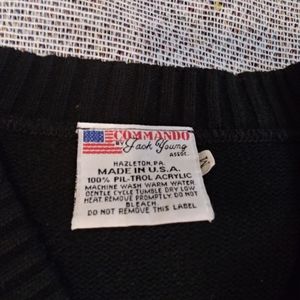 COMMANDO
BY Jack Young
ASSOC.
HAZLETON, PA.
MADE IN U.S.A.
100% PIL-TROL ACRYLIC
MACHINE WASH WARM WATER
GENTLE CYCLE TUMBLE DRY LOW
HEAT. REMOVE PROMPTLY. DO NOT
BLEACH.
DO NOT REMOVE THIS LABEL